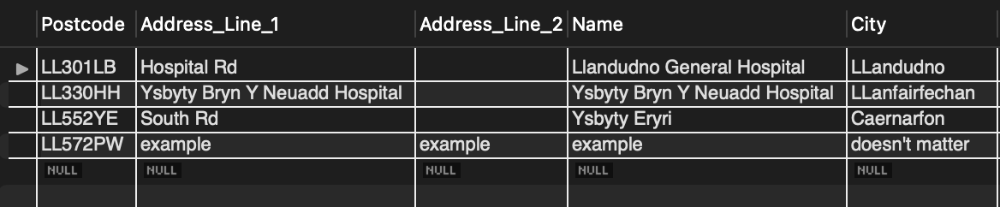 Postcode Address_Line_1 Address_Line_2 Name City
LL301LB Hospital Rd Llandudno General Hospital LLandudno
LL330HH Ysbyty Bryn Y Neuadd Hospital Ysbyty Bryn Y Neuadd Hospital LLanfairfechan
LL552YE South Rd Ysbyty Eryri Caernarfon
LL572PW example example example doesn't matter
NULL NULL NULL NULL NULL